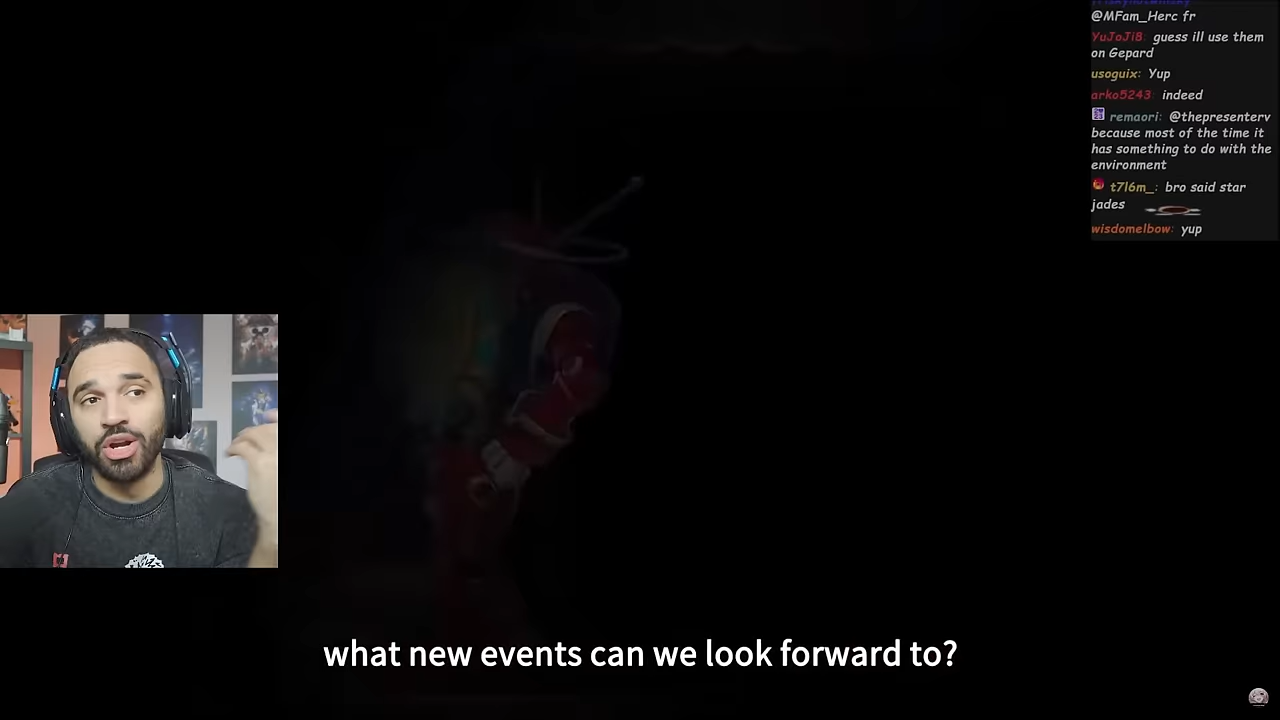 @MFam_Herc fr
YuJoJi8: guess ill use them
on Gepard
usoguix: Yup
arko5243: indeed
remaori: @thepresenterv
because most of the time it
has something to do with the
environment
t7l6m_: bro said star
jades
wisdomelbow: yup
what new events can we look forward to?